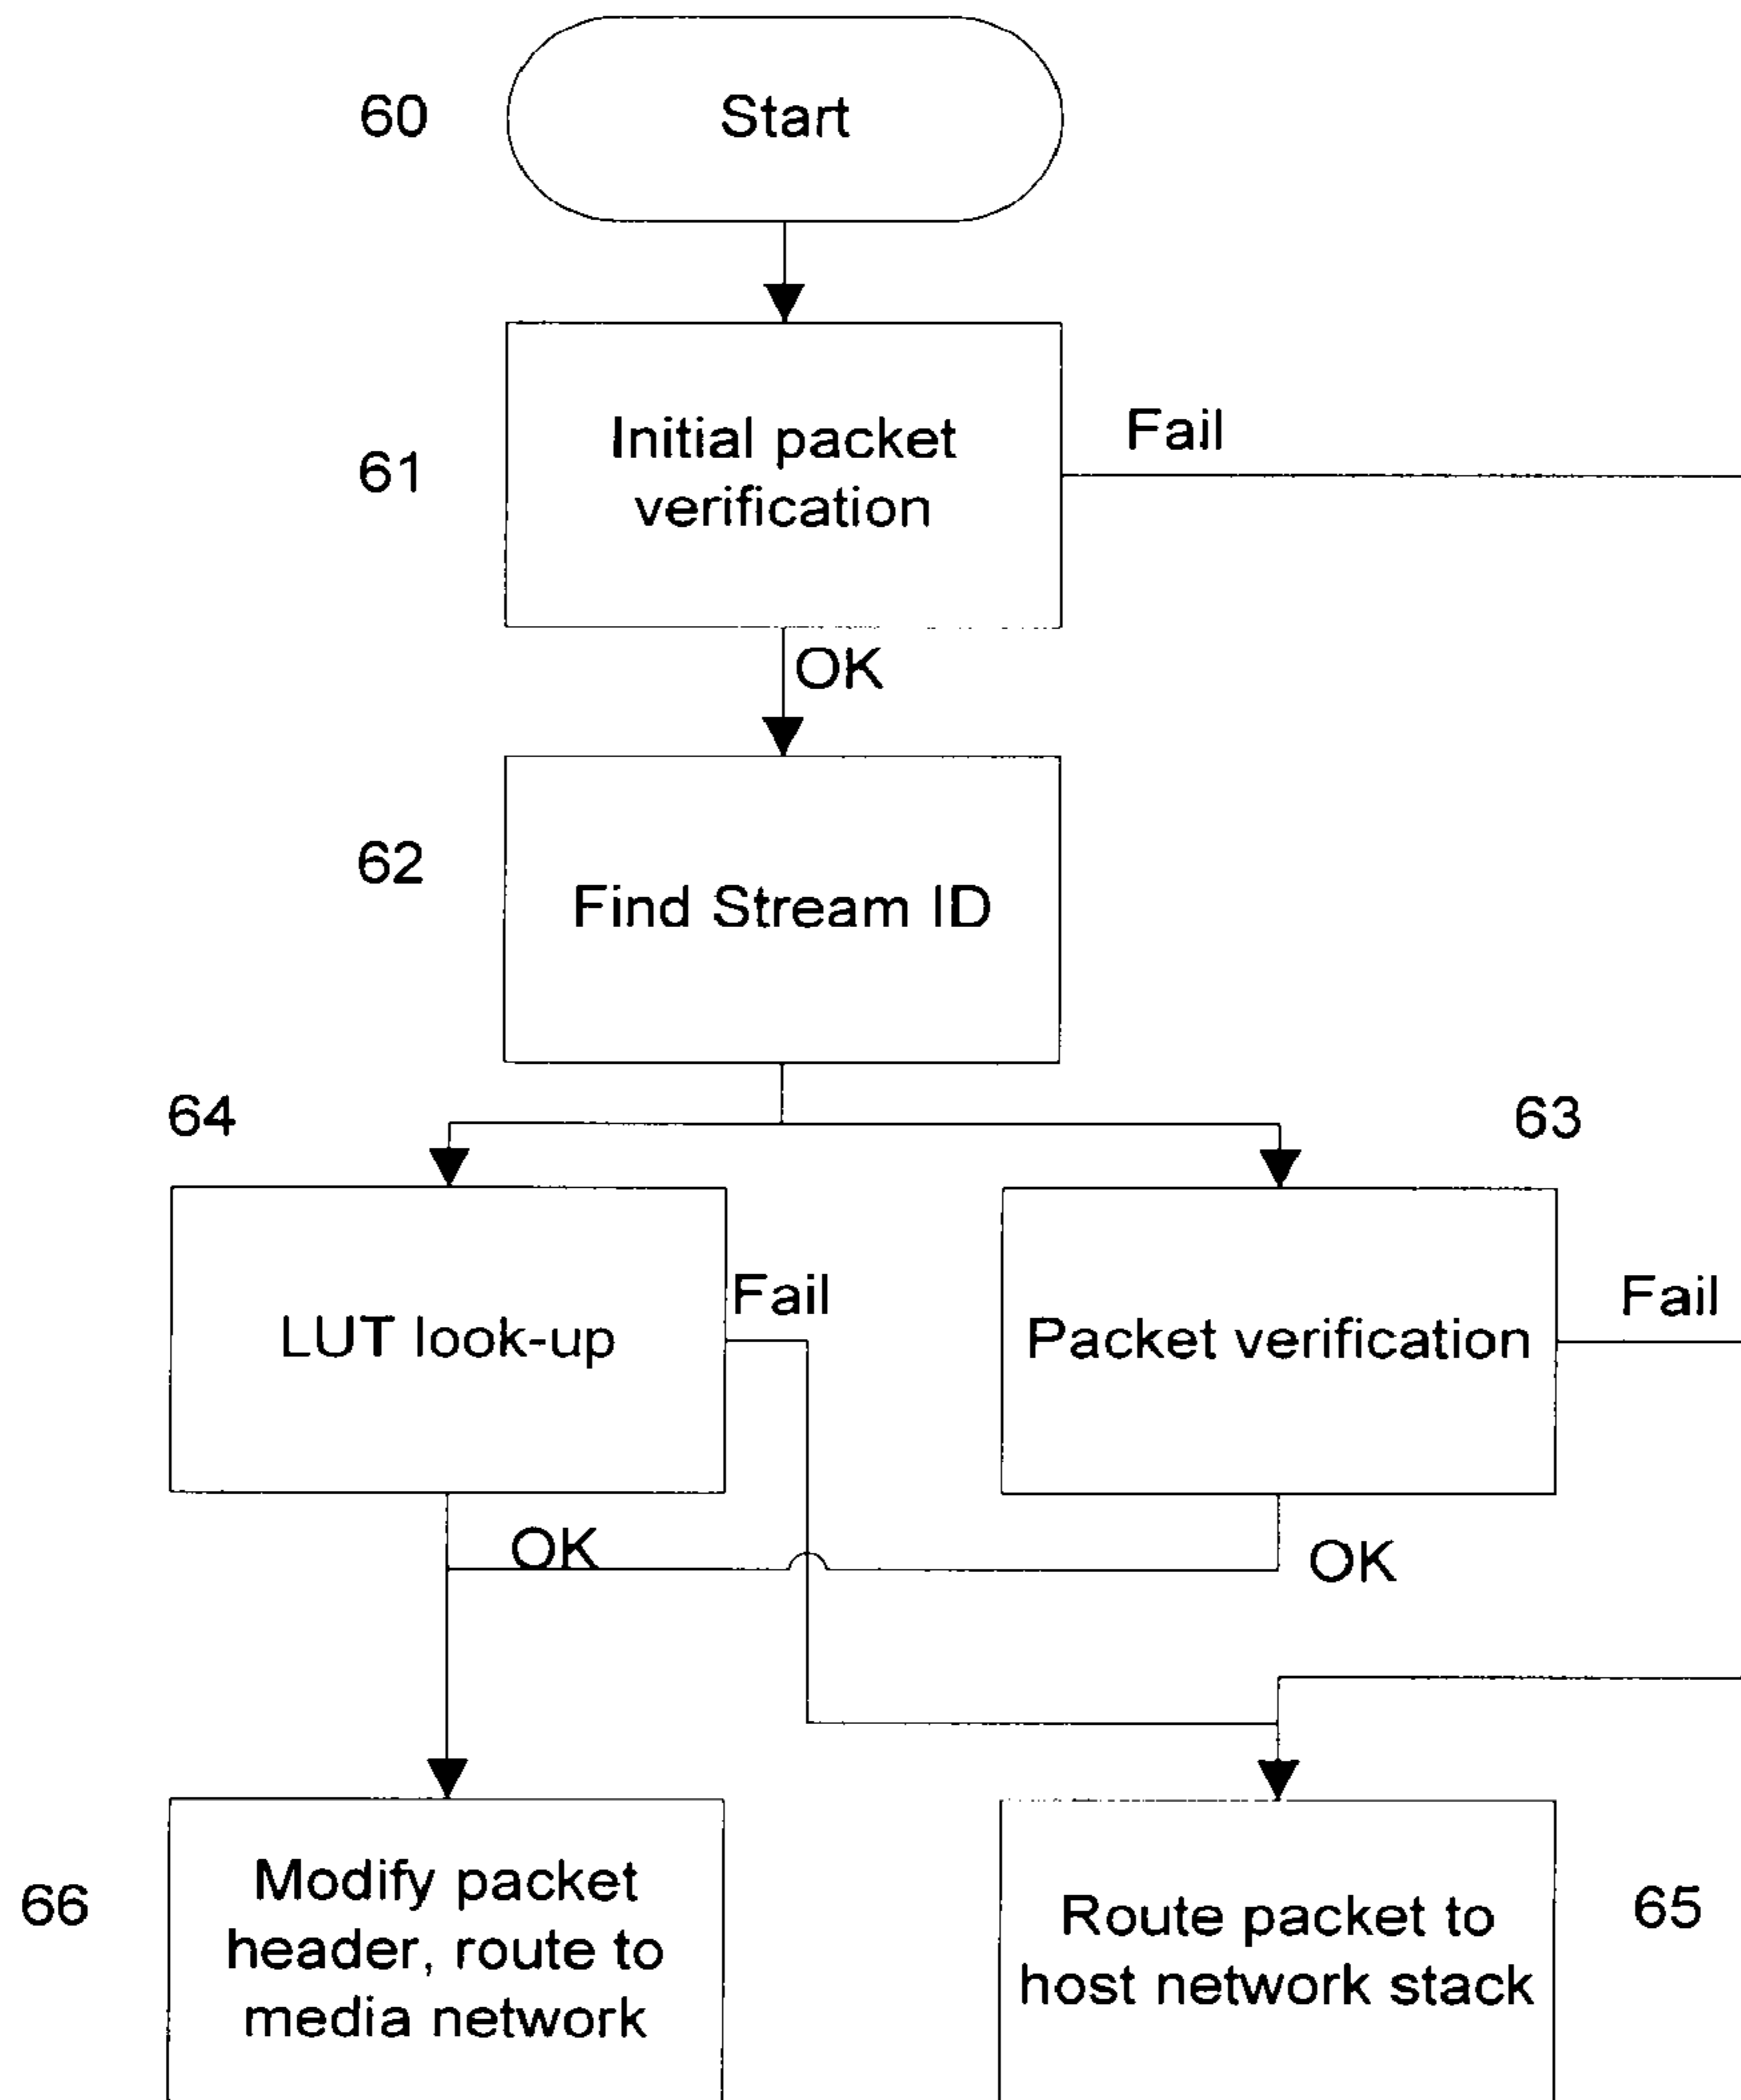 60
Start
61
Initial packet
verification
Fail
OK
62
Find Stream ID
64
63
LUT look-up
Fail
Packet verification
Fail
OK
OK
66
Modify packet
header, route to
media network
Route packet to
host network stack
65